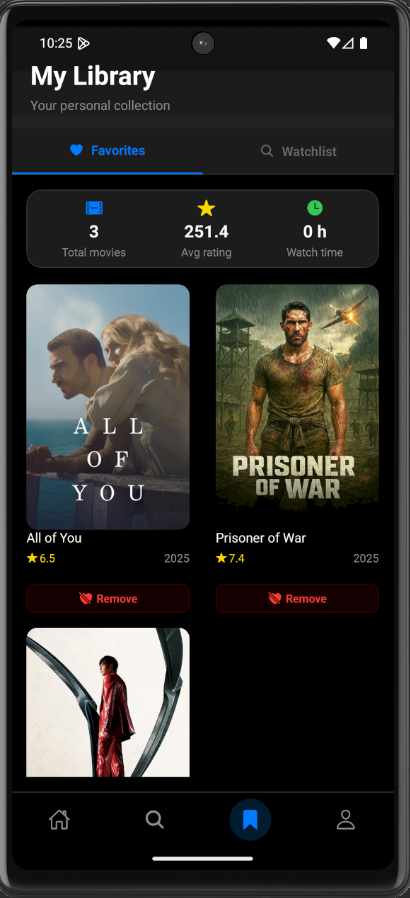 10:25
My Library
Your personal collection
Favorites
Watchlist
3
251.4
0 h
Total movies
Avg rating
Watch time
ALL
OF
YOU
PRISONER
OF WAR
All of You
Prisoner of War
6.5
2025
7.4
2025
Remove
Remove